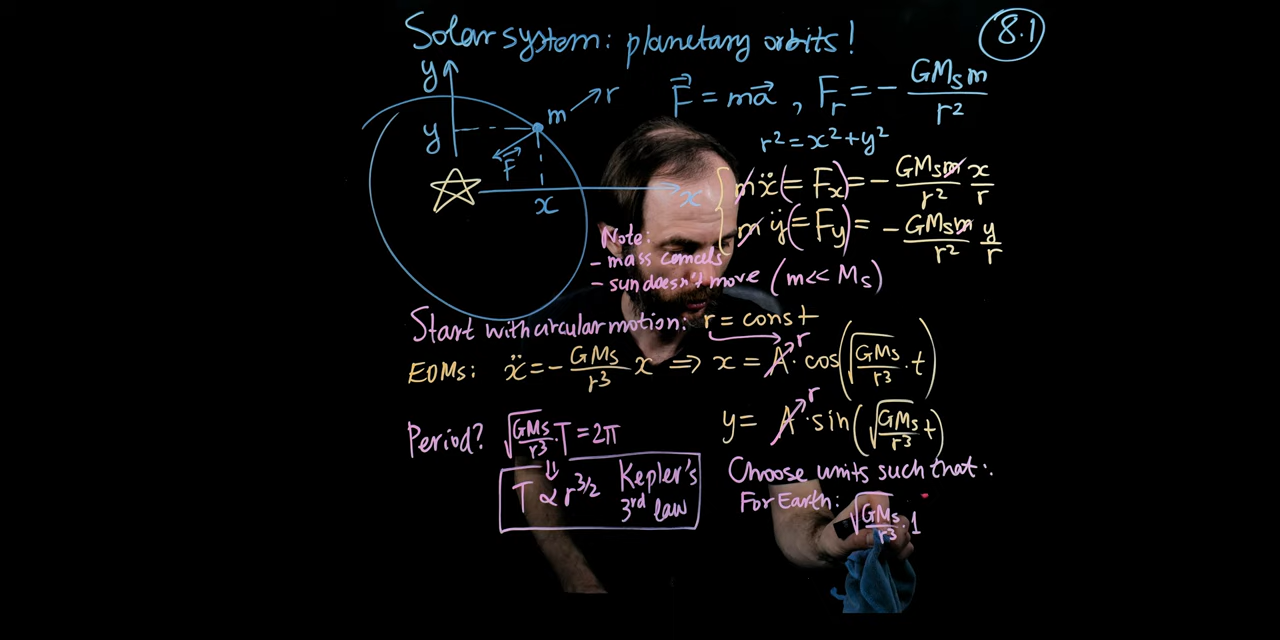 Solar system: planetary orbits!
8.1
y
m → r
F⃗ = ma⃗ , F_r = - GM_s m / r²
y
F⃗
r² = x² + y²
x
x
mẍ (= F_x) = - GM_s m / r² x/r
mÿ (= F_y) = - GM_s m / r² y/r
Note:
- mass cancels
- sun doesn't move (m << M_s)
Start with circular motion: r = const
EOMs: ẍ = - GM_s / r³ x ⇒ x = A r · cos(√(GM_s / r³) · t)
y = A r · sin(√(GM_s / r³) t)
Period? √(GM_s / r³) · T = 2π
⇓
T ∝ r^3/2 Kepler's 3rd law
Choose units such that:
For Earth: √(GM_s / r³) · 1